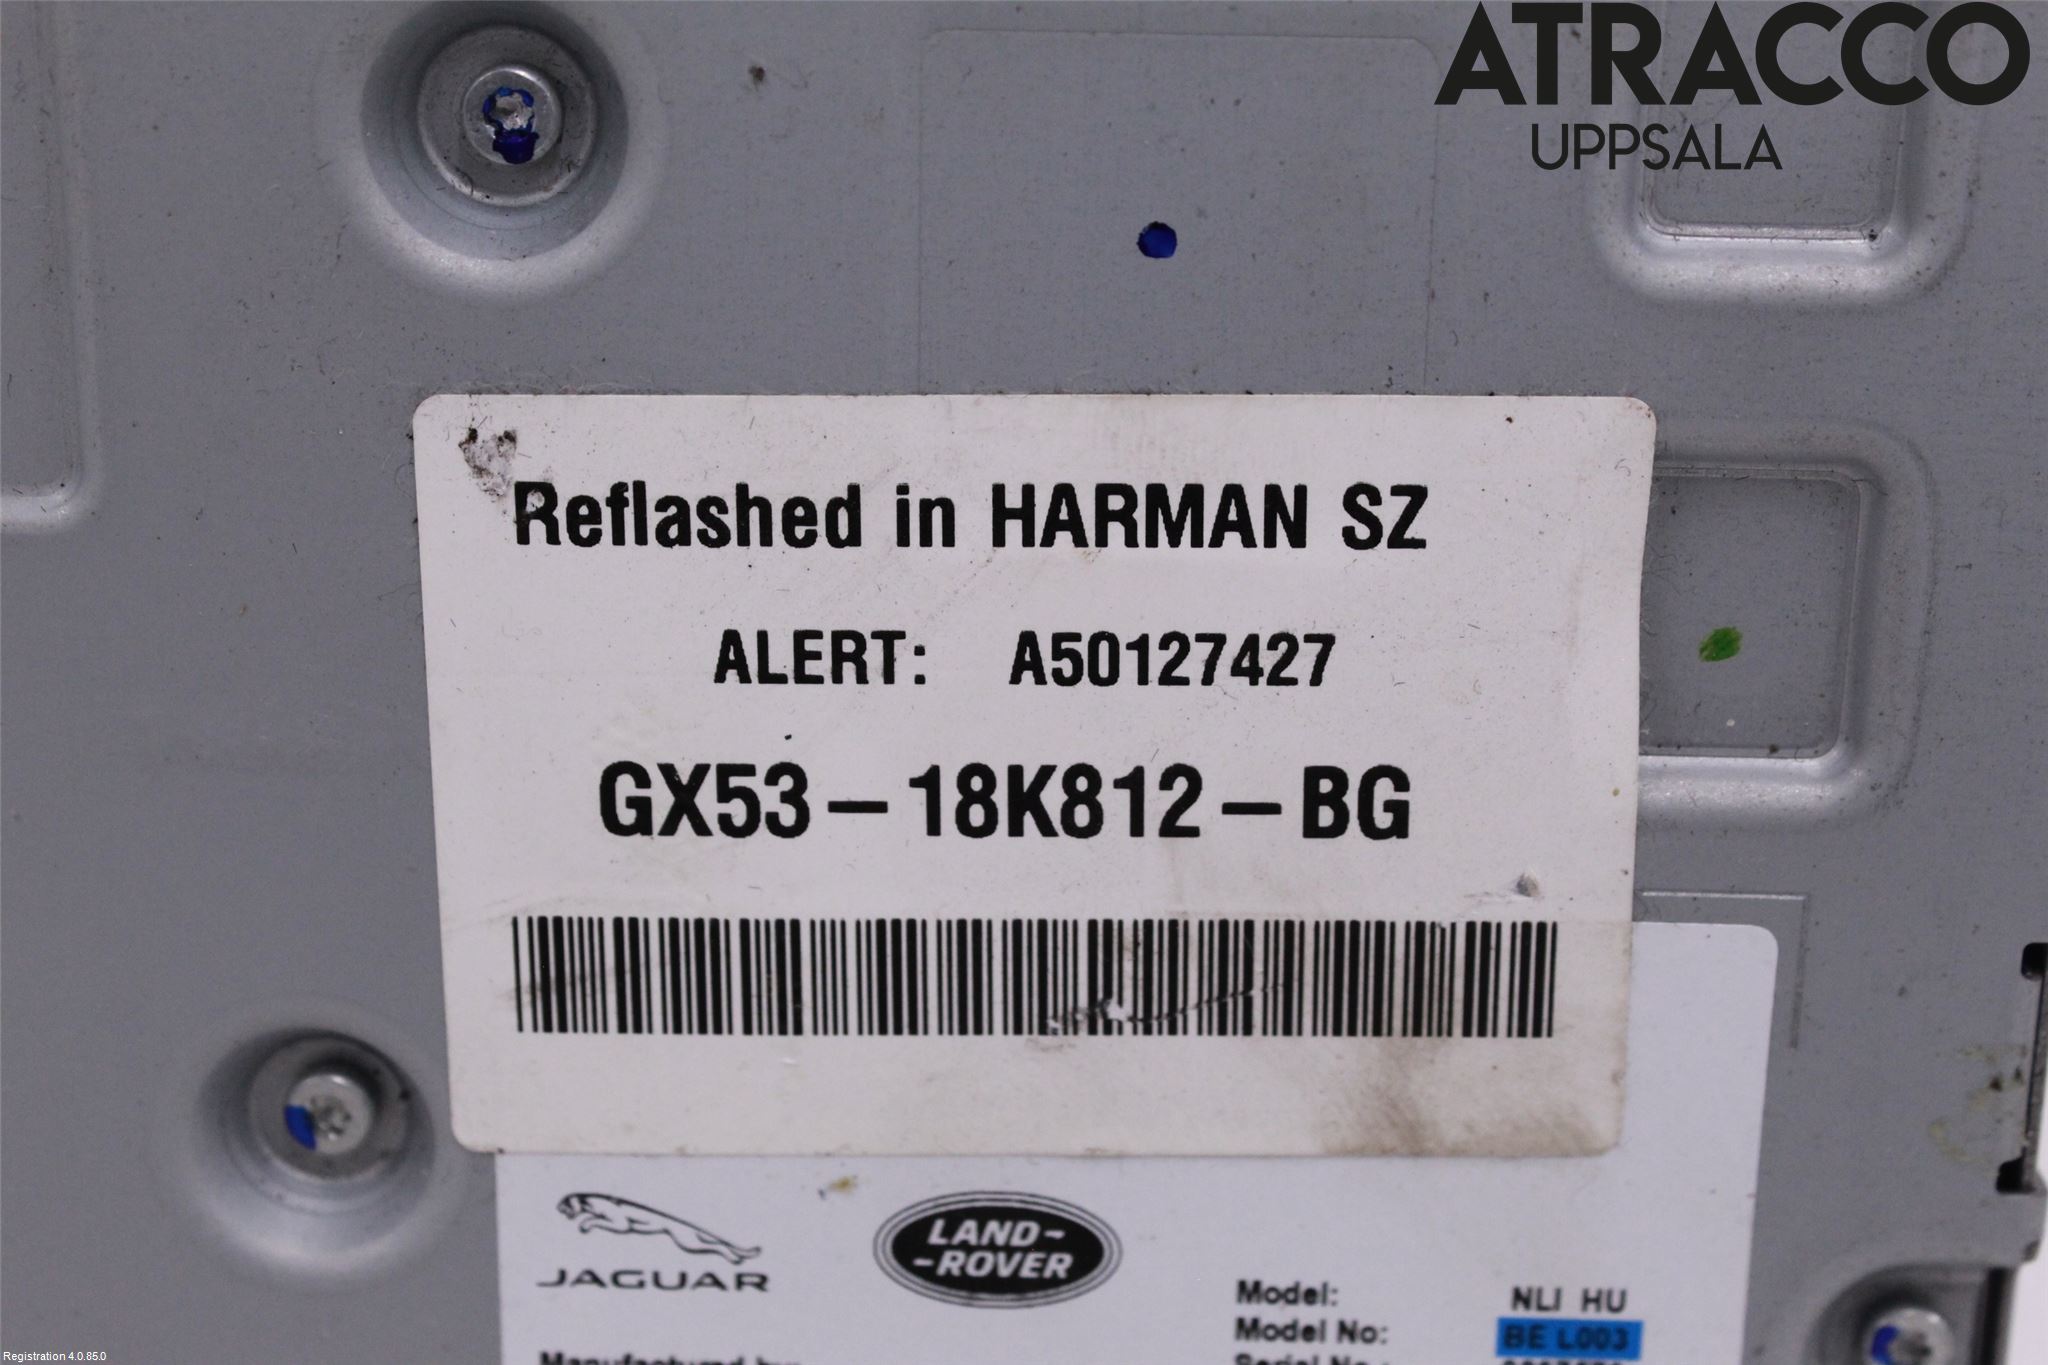 ATRACCO
UPPSALA
Reflashed in HARMAN SZ
ALERT: A50127427
GX53-18K812-BG
JAGUAR
LAND-
-ROVER
Model: NLI HU
Model No: BE L003
Registration 4.0.85.0